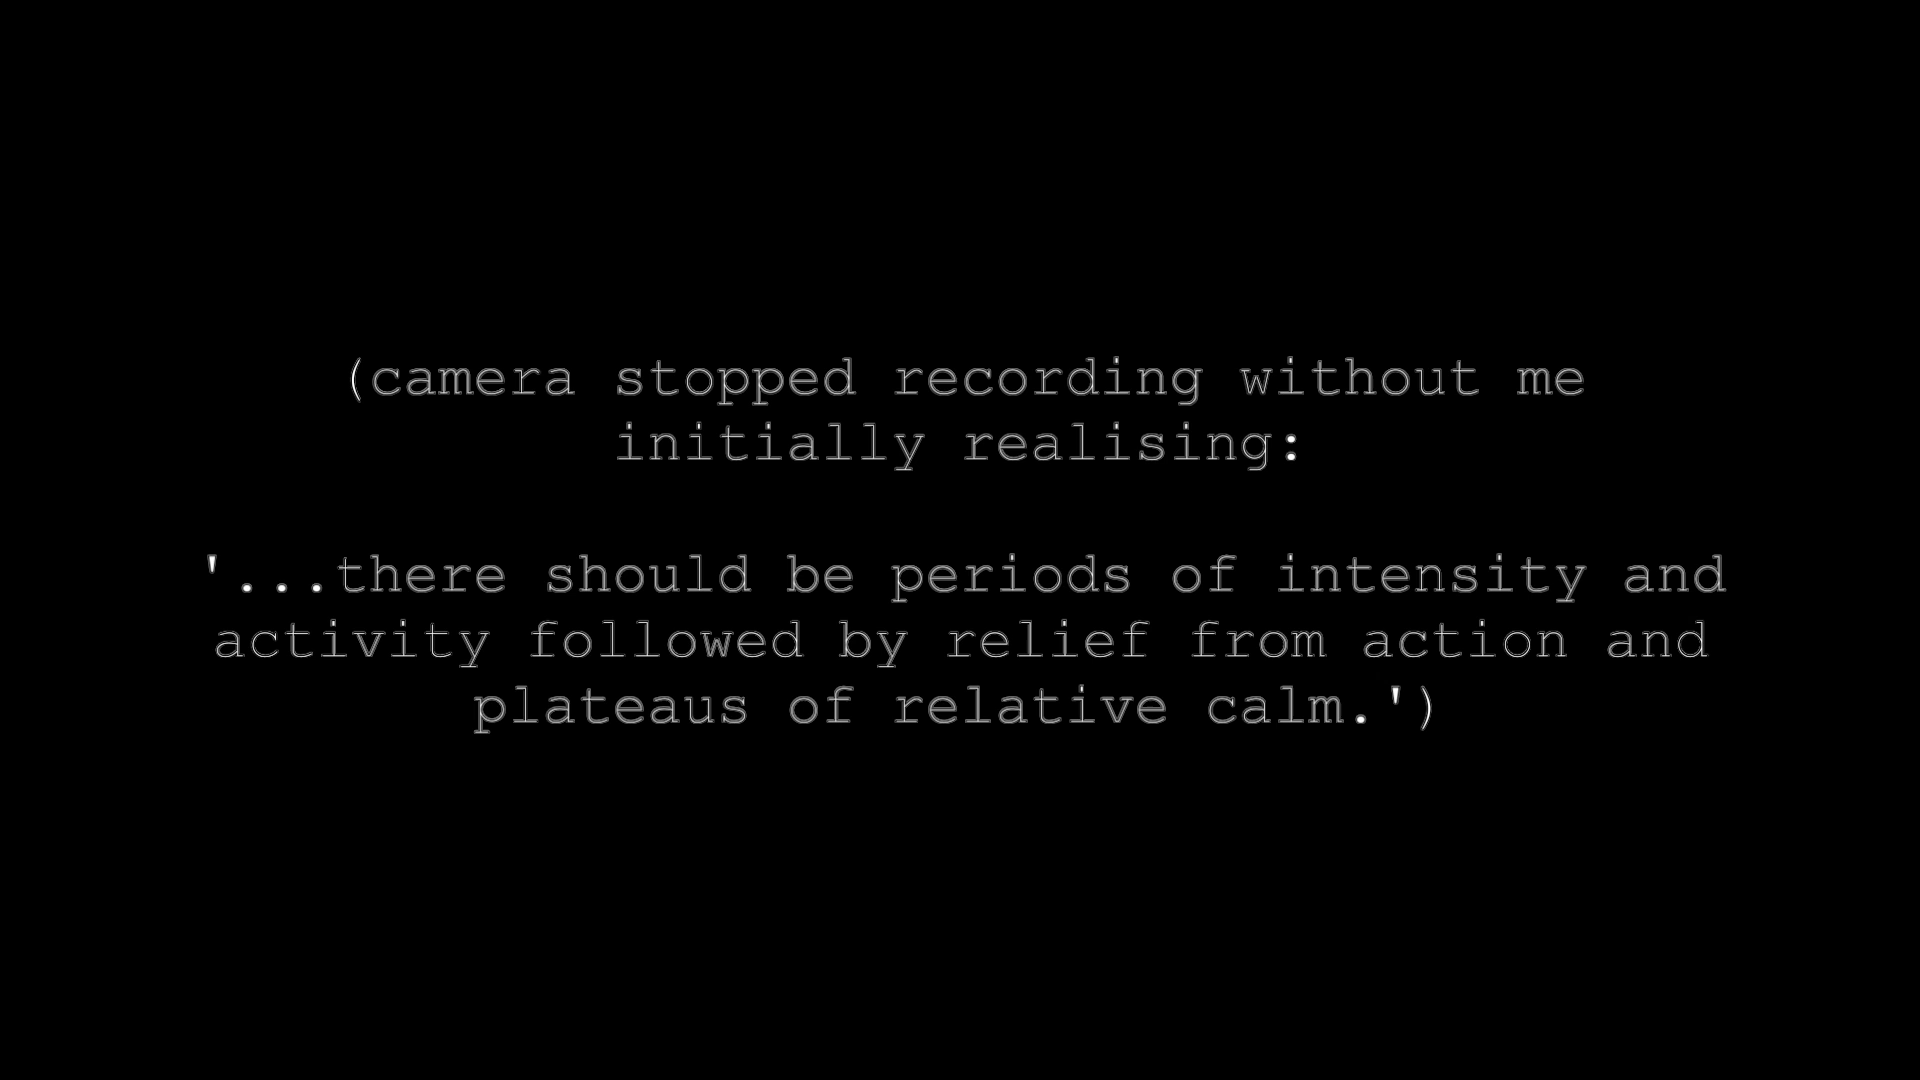 (camera stopped recording without me
initially realising:
'...there should be periods of intensity and
activity followed by relief from action and
plateaus of relative calm.')